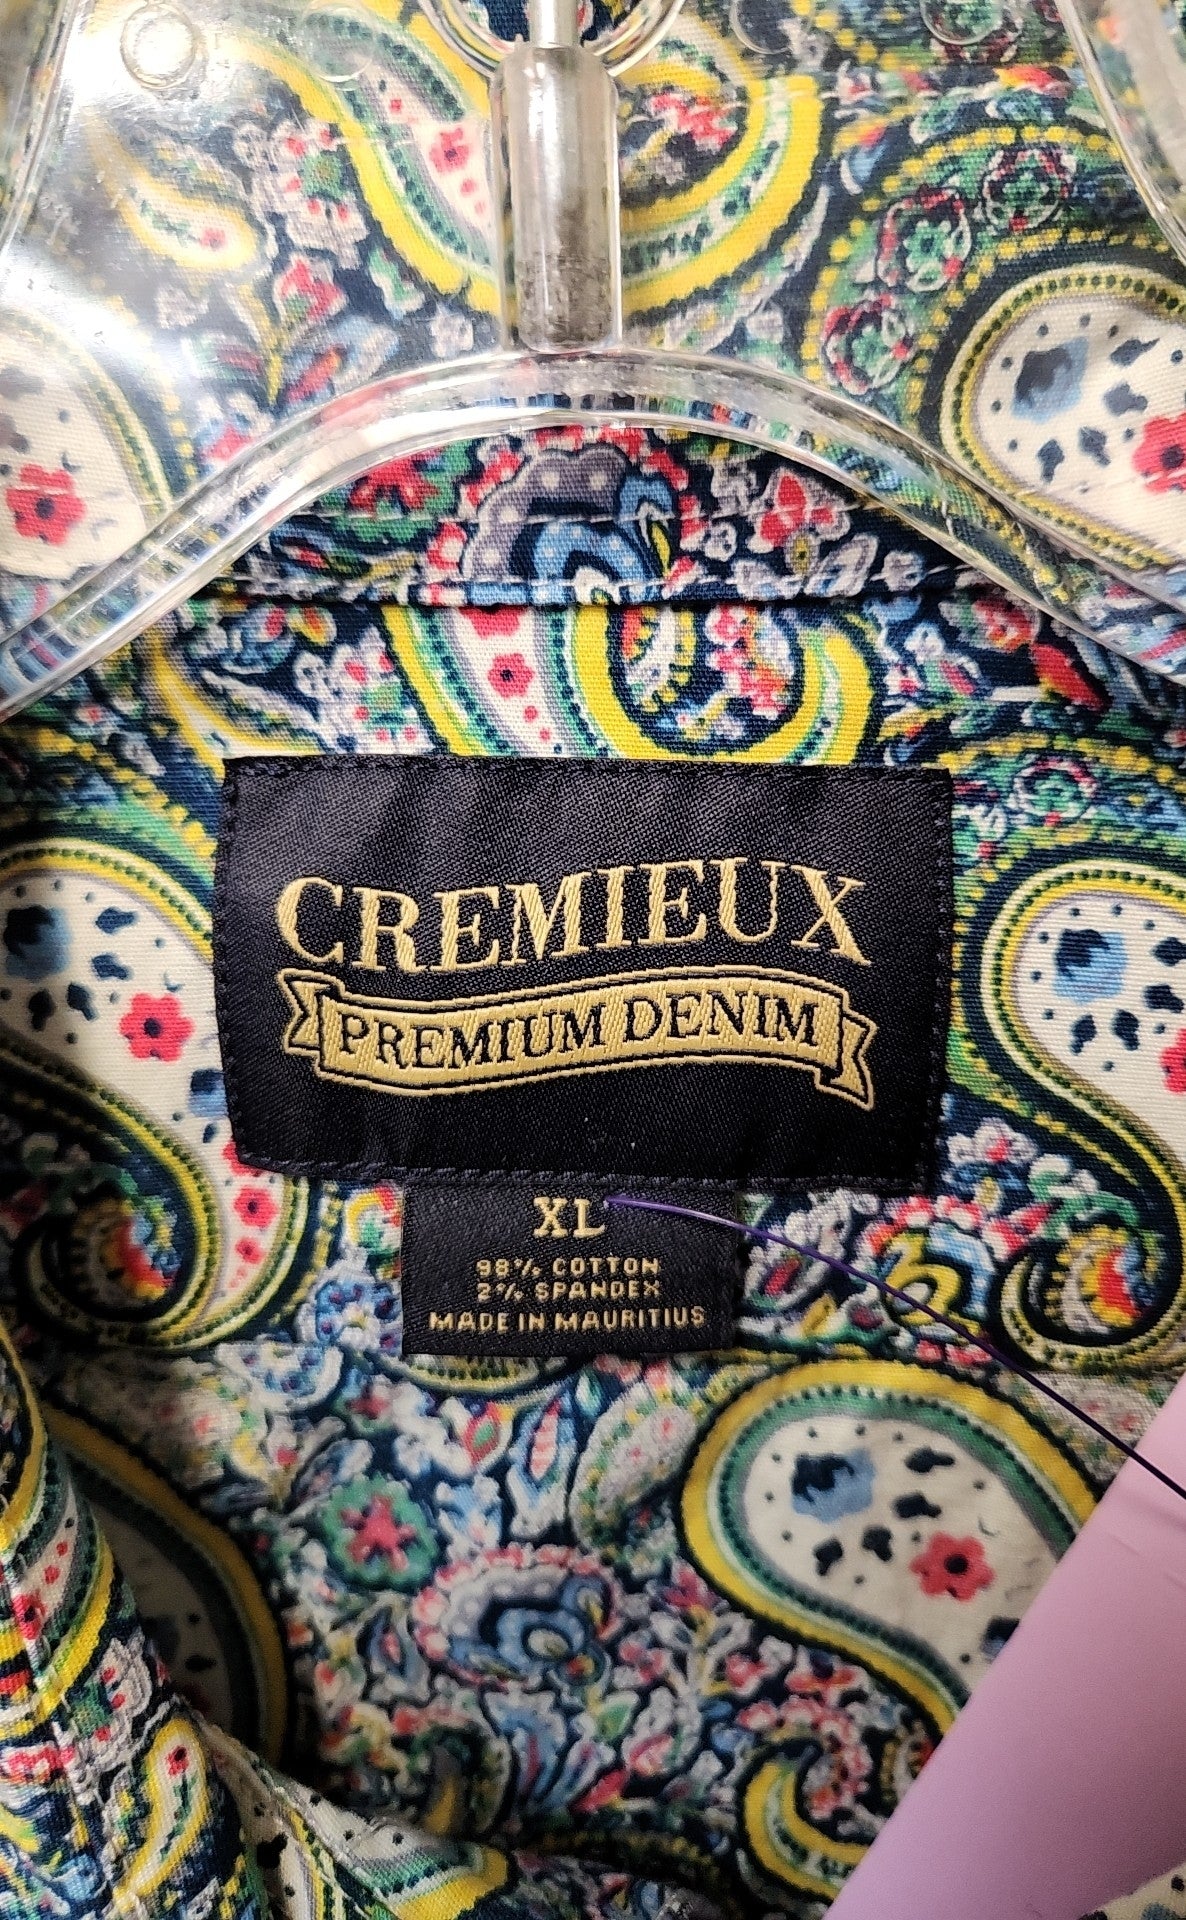 CREMIEUX
PREMIUM DENIM
XL
98% COTTON
2% SPANDEX
MADE IN MAURITIUS